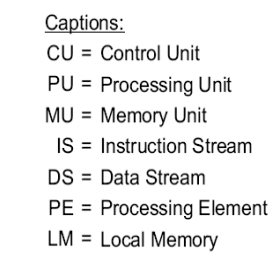 Captions:
CU = Control Unit
PU = Processing Unit
MU = Memory Unit
IS = Instruction Stream
DS = Data Stream
PE = Processing Element
LM = Local Memory